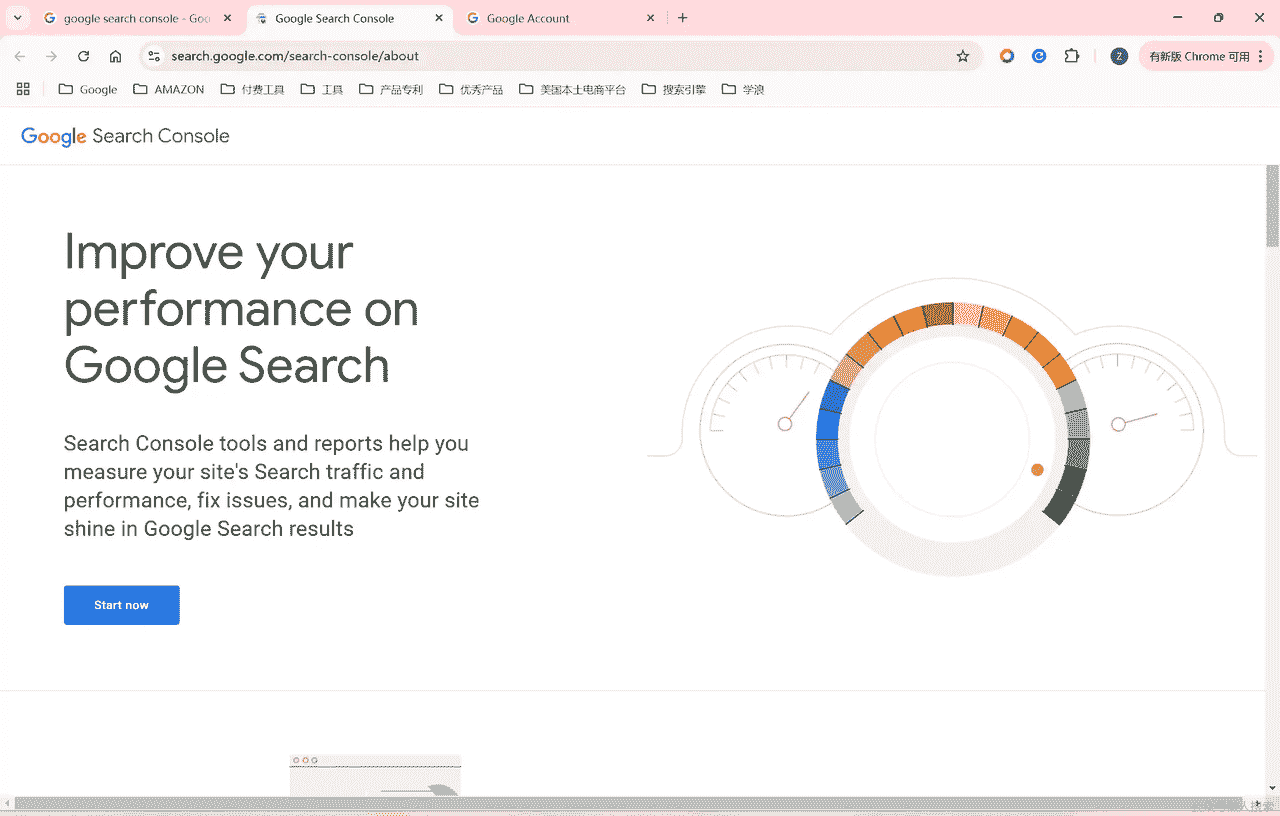 google search console - Goo
Google Search Console
Google Account
search.google.com/search-console/about
2
有新版 Chrome 可用
Google
AMAZON
付费工具
工具
产品专利
优秀产品
美国本土电商平台
搜索引擎
学浪
Google Search Console
Improve your
performance on
Google Search
Search Console tools and reports help you
measure your site's Search traffic and
performance, fix issues, and make your site
shine in Google Search results
Start now